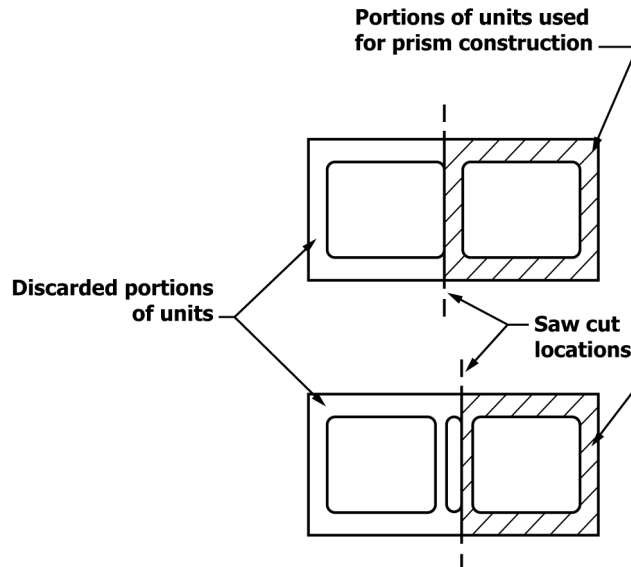 Portions of units used
for prism construction
Discarded portions
of units
Saw cut
locations